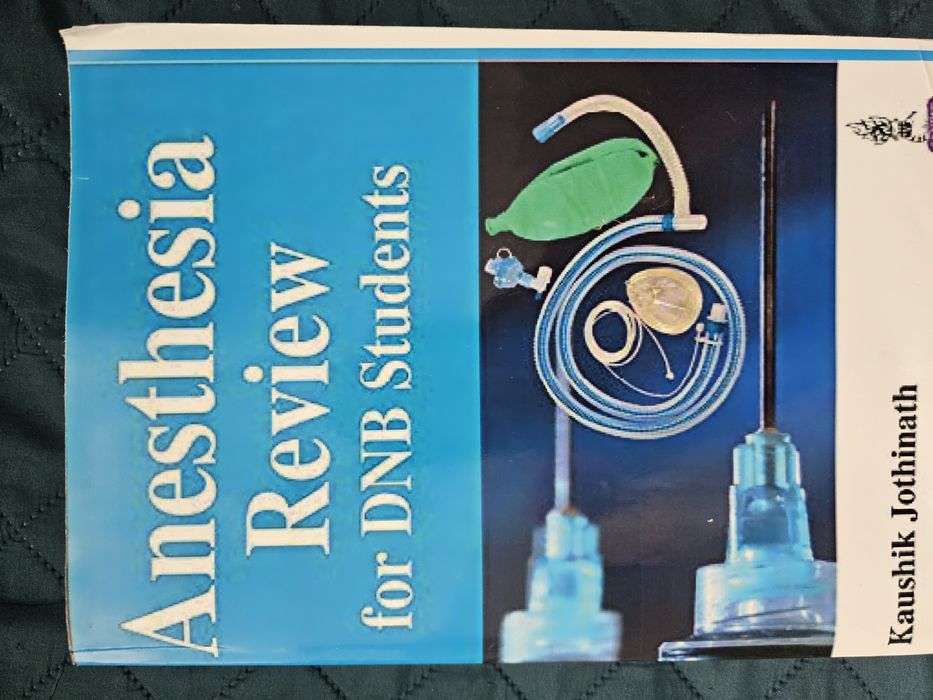 Anesthesia
Review
for DNB Students
Kaushik Jothinath